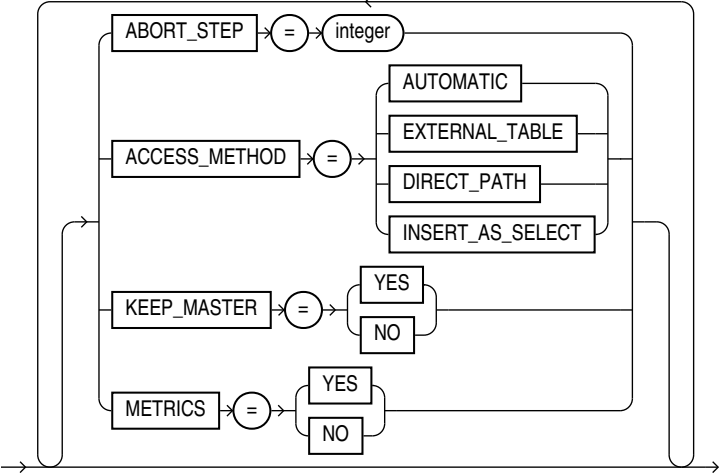 ABORT_STEP = integer
AUTOMATIC
EXTERNAL_TABLE
ACCESS_METHOD =
DIRECT_PATH
INSERT_AS_SELECT
YES
KEEP_MASTER =
NO
YES
METRICS =
NO